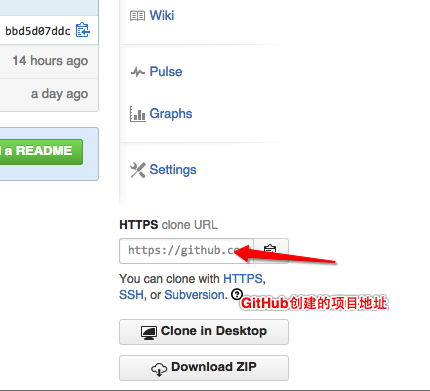 Wiki
bbd5d07ddc
14 hours ago
Pulse
a day ago
Graphs
a README
Settings
HTTPS clone URL
https://github.co
You can clone with HTTPS,
SSH, or Subversion.
GitHub创建的项目地址
Clone in Desktop
Download ZIP